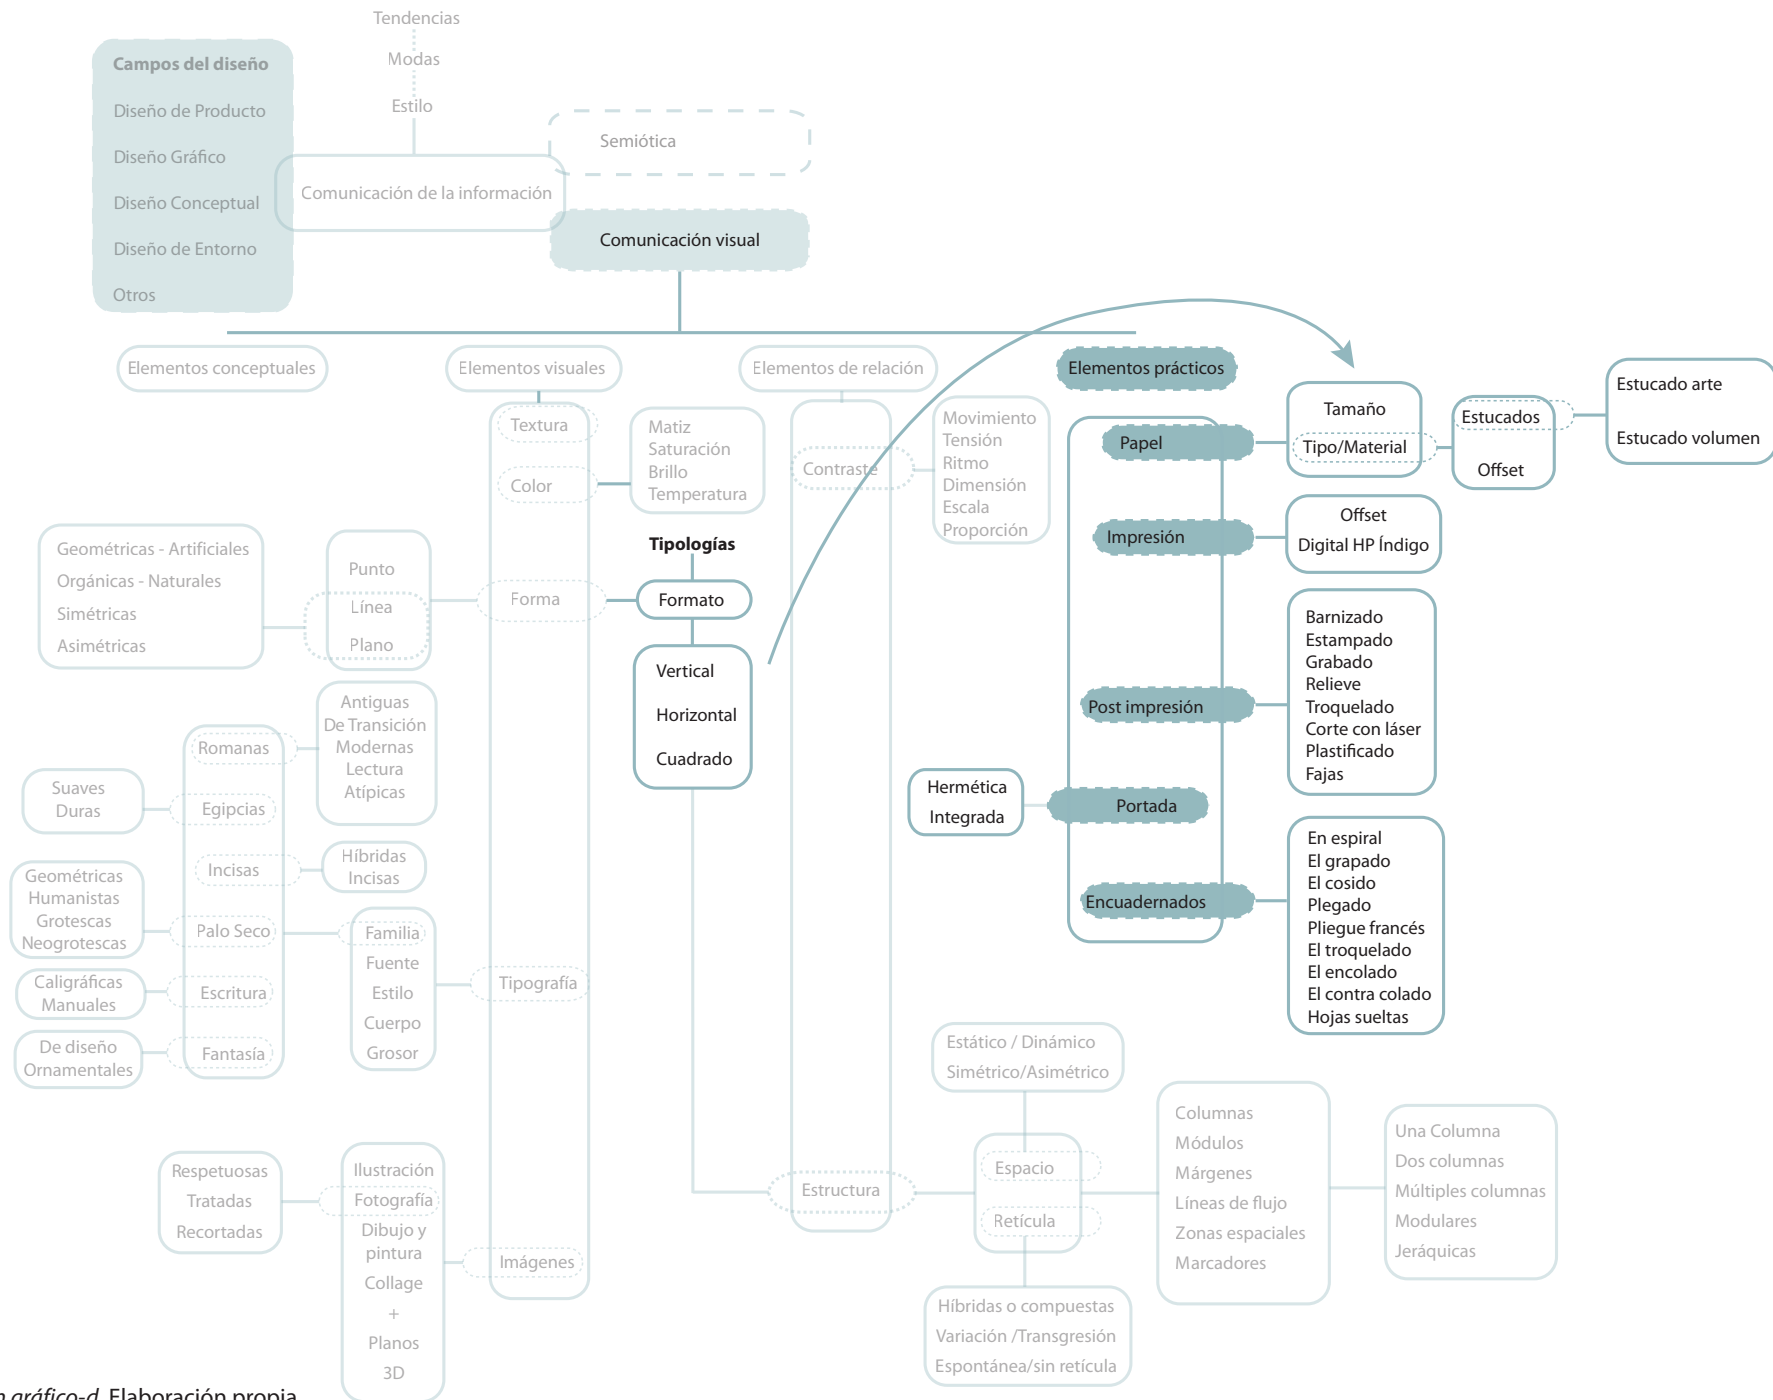 Tendencias
Modas
Estilo
Campos del diseño
Diseño de Producto
Diseño Gráfico
Diseño Conceptual
Diseño de Entorno
Otros
Comunicación de la información
Semiótica
Comunicación visual
Elementos conceptuales
Elementos visuales
Elementos de relación
Elementos prácticos
Textura
Color
Matiz
Saturación
Brillo
Temperatura
Contraste
Movimiento
Tensión
Ritmo
Dimensión
Escala
Proporción
Papel
Tamaño
Tipo/Material
Estucados
Offset
Estucado arte
Estucado volumen
Impresión
Offset
Digital HP Índigo
Geométricas - Artificiales
Orgánicas - Naturales
Simétricas
Asimétricas
Punto
Línea
Plano
Forma
Tipologías
Formato
Vertical
Horizontal
Cuadrado
Post impresión
Barnizado
Estampado
Grabado
Relieve
Troquelado
Corte con láser
Plastificado
Fajas
Hermética
Integrada
Portada
Encuadernados
En espiral
El grapado
El cosido
Plegado
Pliegue francés
El troquelado
El encolado
El contra colado
Hojas sueltas
Antiguas
De Transición
Modernas
Lectura
Atípicas
Romanas
Suaves
Duras
Egipcias
Incisas
Híbridas
Incisas
Geométricas
Humanistas
Grotescas
Neogrotescas
Palo Seco
Caligráficas
Manuales
Escritura
De diseño
Ornamentales
Fantasía
Familia
Fuente
Estilo
Cuerpo
Grosor
Tipografía
Respetuosas
Tratadas
Recortadas
Ilustración
Fotografía
Dibujo y
pintura
Collage
+
Planos
3D
Imágenes
Estructura
Estático / Dinámico
Simétrico/Asimétrico
Espacio
Retícula
Híbridas o compuestas
Variación /Transgresión
Espontánea/sin retícula
Columnas
Módulos
Márgenes
Líneas de flujo
Zonas espaciales
Marcadores
Una Columna
Dos columnas
Múltiples columnas
Modulares
Jeráquicas
gráfico-d. Elaboración propia